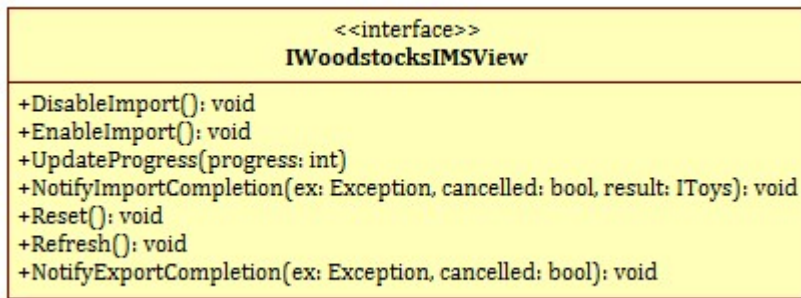 <<interface>>
IWoodstocksIMSView
+DisableImport(): void
+EnableImport(): void
+UpdateProgress(progress: int)
+NotifyImportCompletion(ex: Exception, cancelled: bool, result: IToys): void
+Reset(): void
+Refresh(): void
+NotifyExportCompletion(ex: Exception, cancelled: bool): void